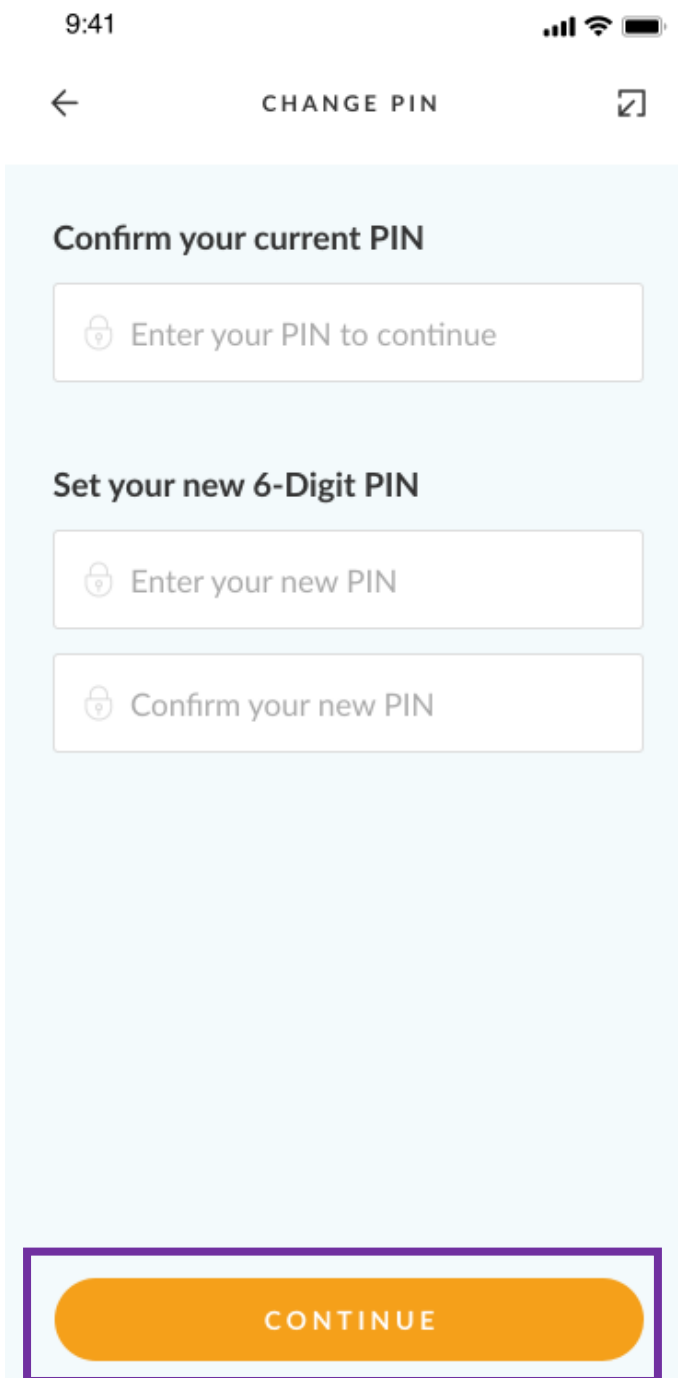 9:41
CHANGE PIN
Confirm your current PIN
Enter your PIN to continue
Set your new 6-Digit PIN
Enter your new PIN
Confirm your new PIN
CONTINUE